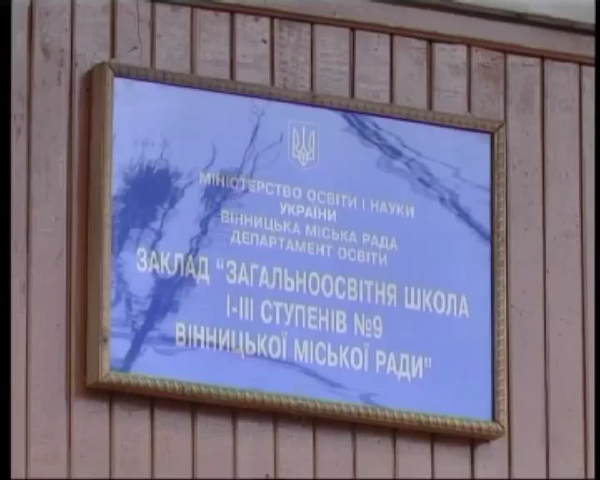 МІНІСТЕРСТВО ОСВІТИ І НАУКИ
УКРАЇНИ
ВІННИЦЬКА МІСЬКА РАДА
ДЕПАРТАМЕНТ ОСВІТИ
ЗАКЛАД "ЗАГАЛЬНООСВІТНЯ ШКОЛА
І-ІІІ СТУПЕНІВ №9
ВІННИЦЬКОЇ МІСЬКОЇ РАДИ"